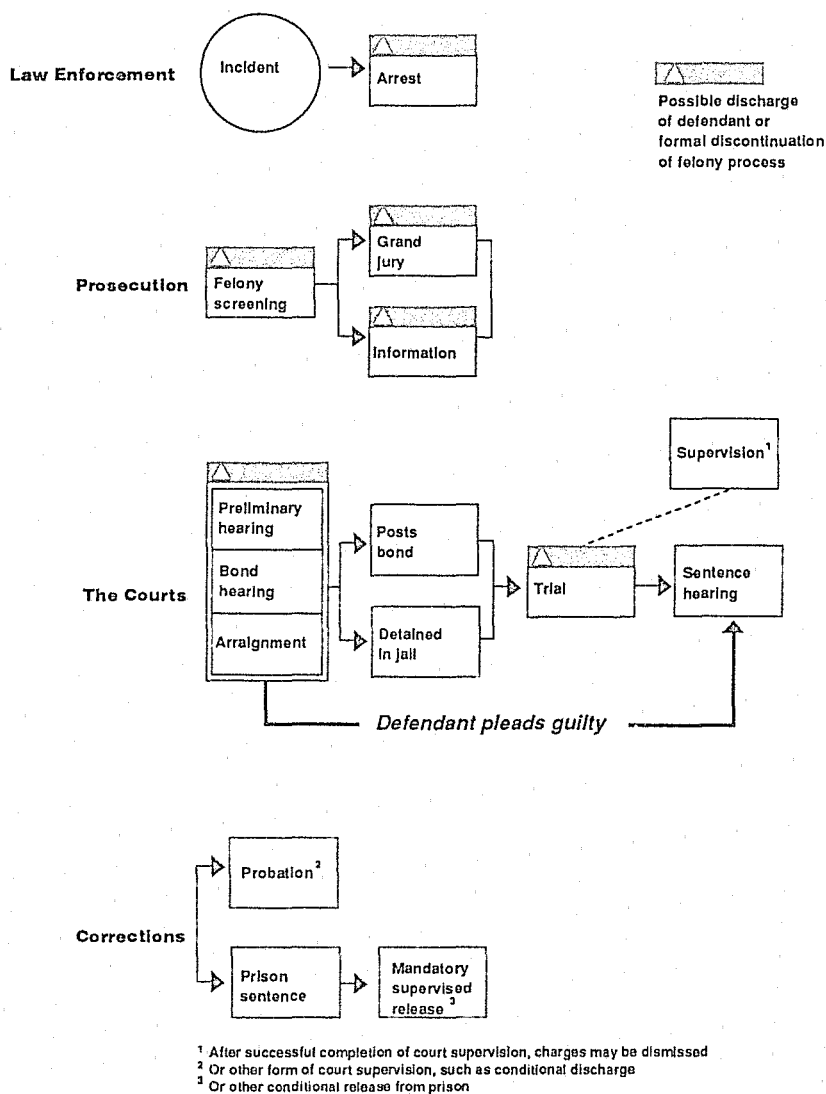 Law Enforcement
Incident
Arrest
Possible discharge
of defendant or
formal discontinuation
of felony process
Prosecution
Felony
screening
Grand
jury
Information
The Courts
Preliminary
hearing
Bond
hearing
Arraignment
Posts
bond
Detained
in jail
Trial
Supervision¹
Sentence
hearing
Defendant pleads guilty
Corrections
Probation²
Prison
sentence
Mandatory
supervised
release ³
¹ After successful completion of court supervision, charges may be dismissed
² Or other form of court supervision, such as conditional discharge
³ Or other conditional release from prison